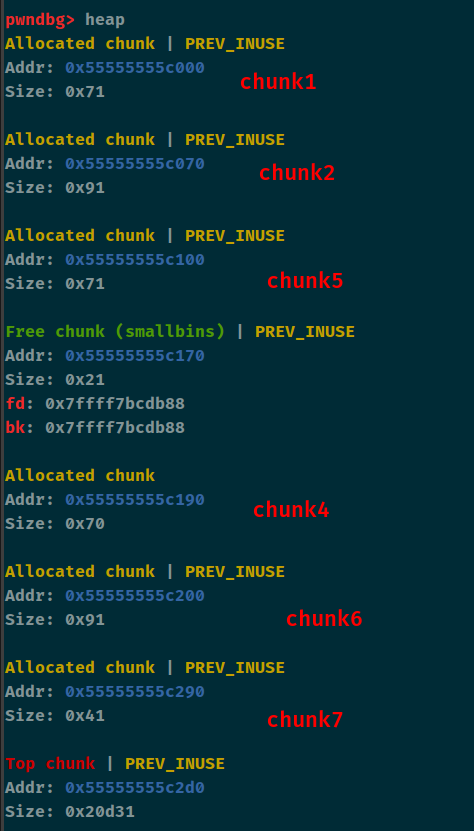 pwndbg> heap
Allocated chunk | PREV_INUSE
Addr: 0x55555555c000
chunk1
Size: 0x71
Allocated chunk | PREV_INUSE
Addr: 0x55555555c070
chunk2
Size: 0x91
Allocated chunk | PREV_INUSE
Addr: 0x55555555c100
chunk5
Size: 0x71
Free chunk (smallbins) | PREV_INUSE
Addr: 0x55555555c170
Size: 0x21
fd: 0x7ffff7bcdb88
bk: 0x7ffff7bcdb88
Allocated chunk
Addr: 0x55555555c190
chunk4
Size: 0x70
Allocated chunk | PREV_INUSE
Addr: 0x55555555c200
Size: 0x91
chunk6
Allocated chunk | PREV_INUSE
Addr: 0x55555555c290
Size: 0x41
chunk7
Top chunk | PREV_INUSE
Addr: 0x55555555c2d0
Size: 0x20d31